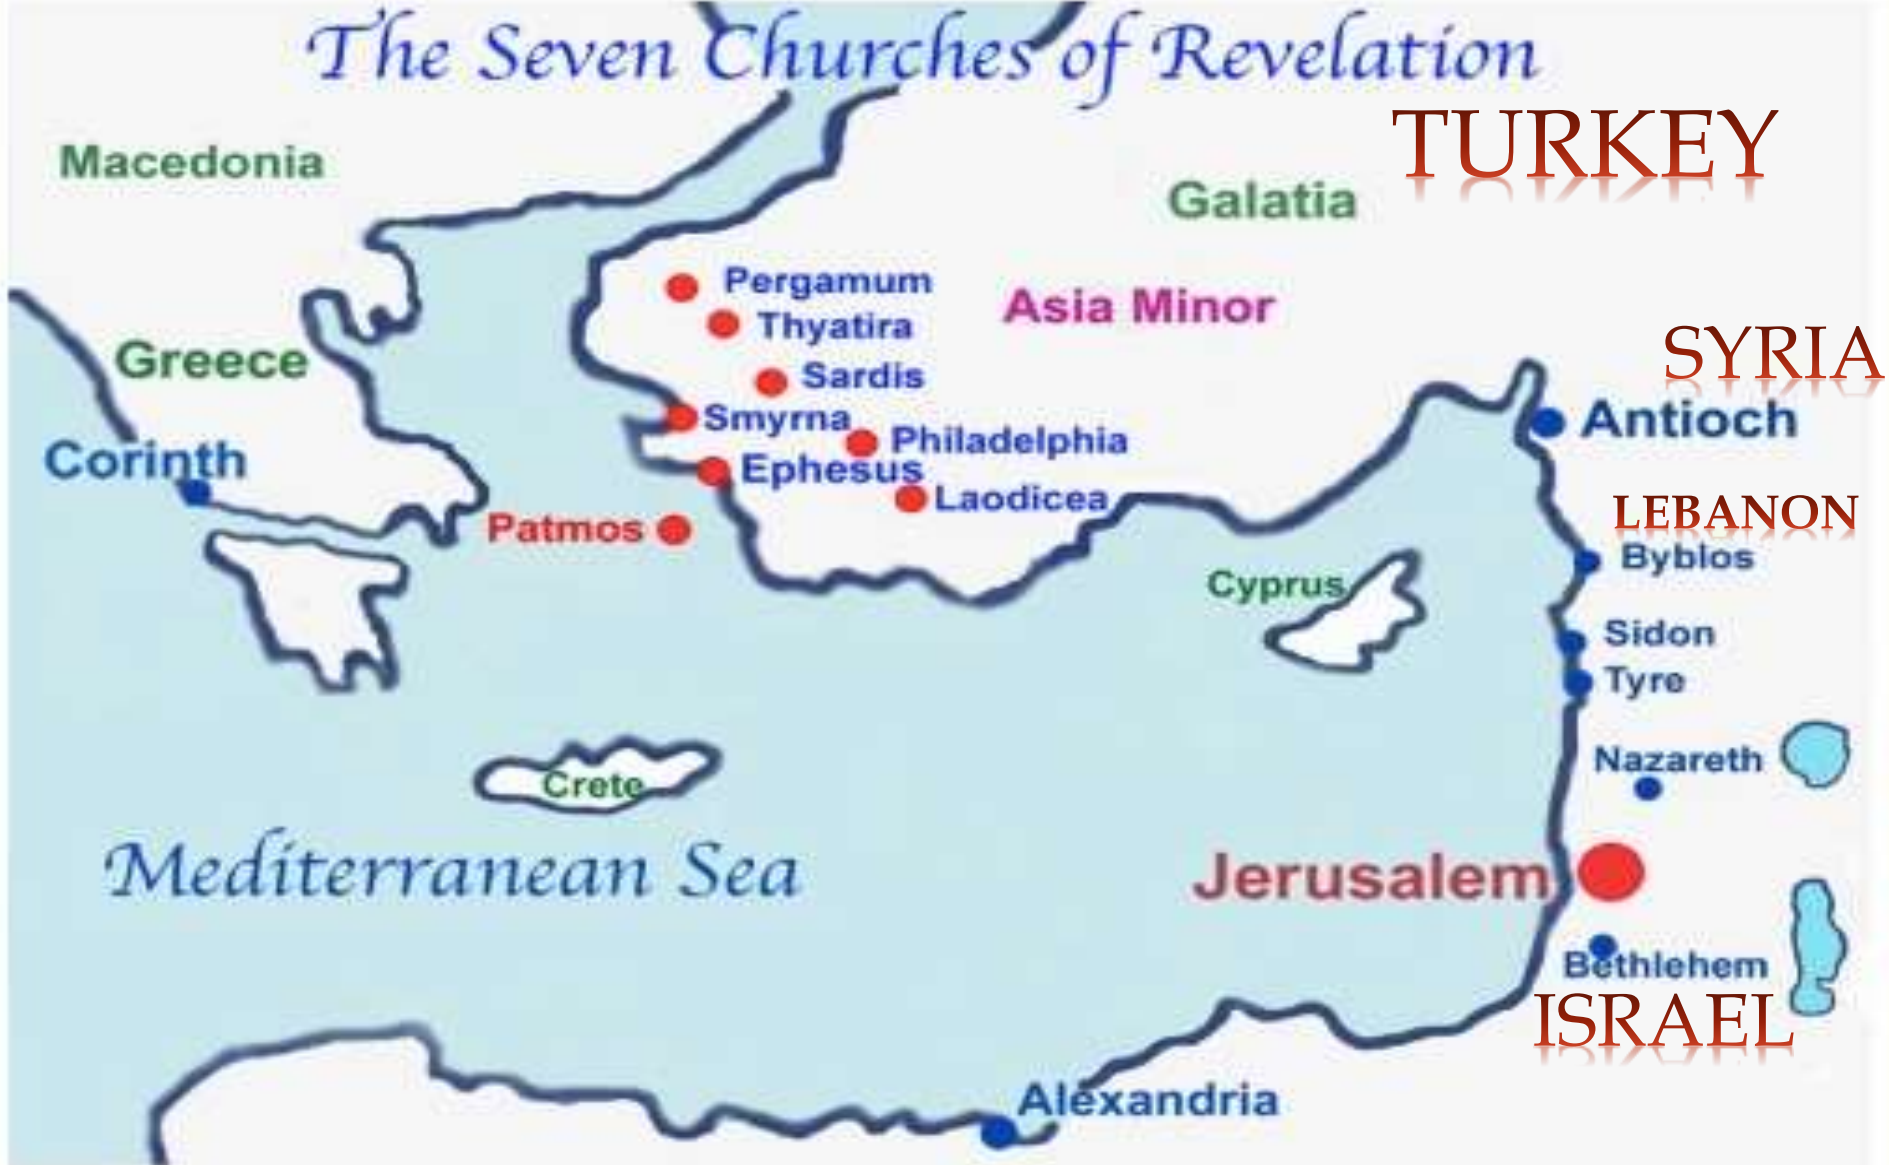 The Seven Churches of Revelation
TURKEY
Macedonia
Galatia
Pergamum
Asia Minor
Thyatira
SYRIA
Greece
Sardis
Smyrna
Antioch
Philadelphia
Corinth
Ephesus
Laodicea
LEBANON
Patmos
Byblos
Cyprus
Sidon
Tyre
Nazareth
Crete
Mediterranean Sea
Jerusalem
Bethlehem
ISRAEL
Alexandria